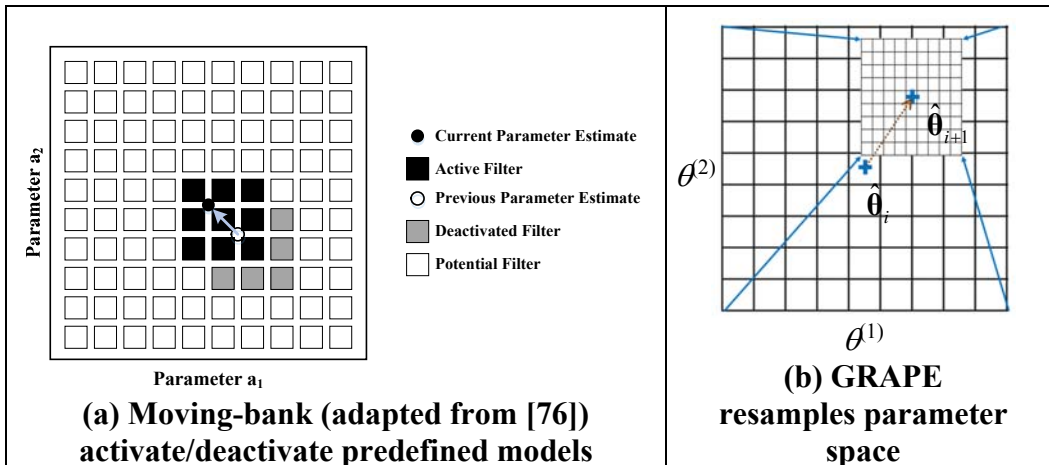 Parameter a₂
Parameter a₁
Current Parameter Estimate
Active Filter
Previous Parameter Estimate
Deactivated Filter
Potential Filter
(a) Moving-bank (adapted from [76])
activate/deactivate predefined models
θ̂ᵢ₊₁
θ̂ᵢ
θ⁽²⁾
θ⁽¹⁾
(b) GRAPE
resamples parameter
space